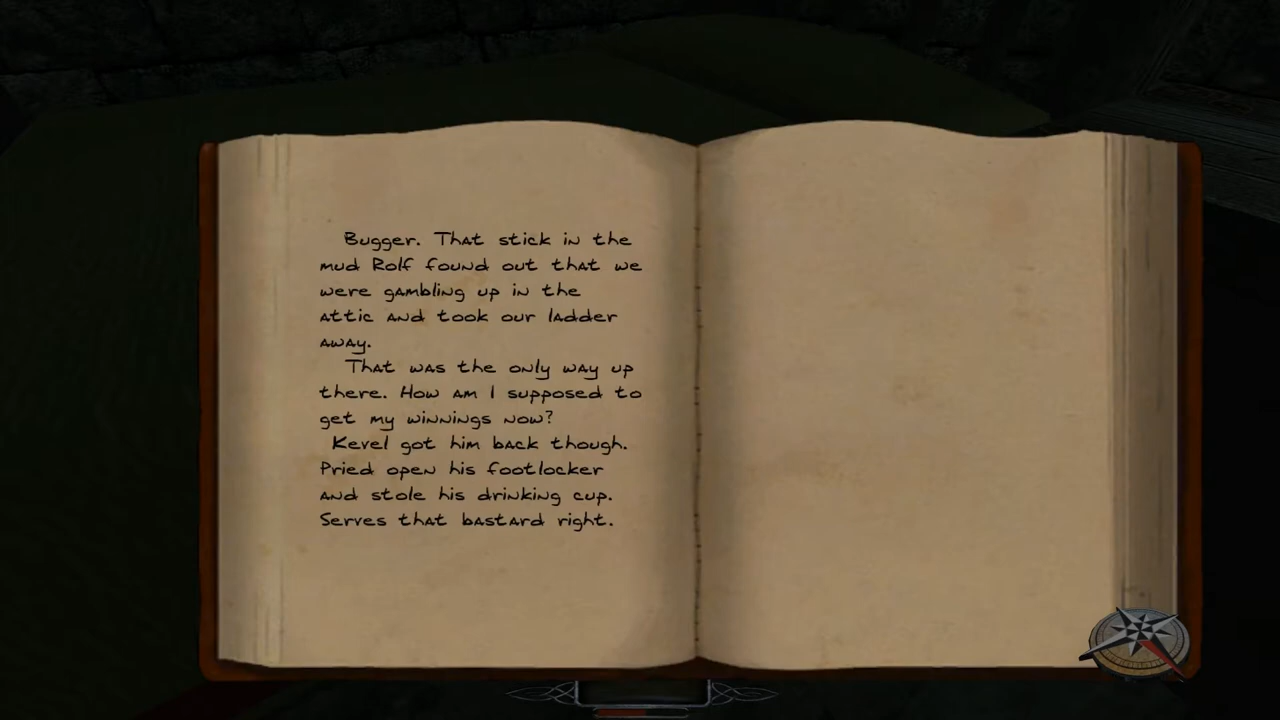 Bugger. That stick in the
mud Rolf found out that we
were gambling up in the
attic and took our ladder
away.
That was the only way up
there. How am I supposed to
get my winnings now?
Kevel got him back though.
Pried open his footlocker
and stole his drinking cup.
Serves that bastard right.